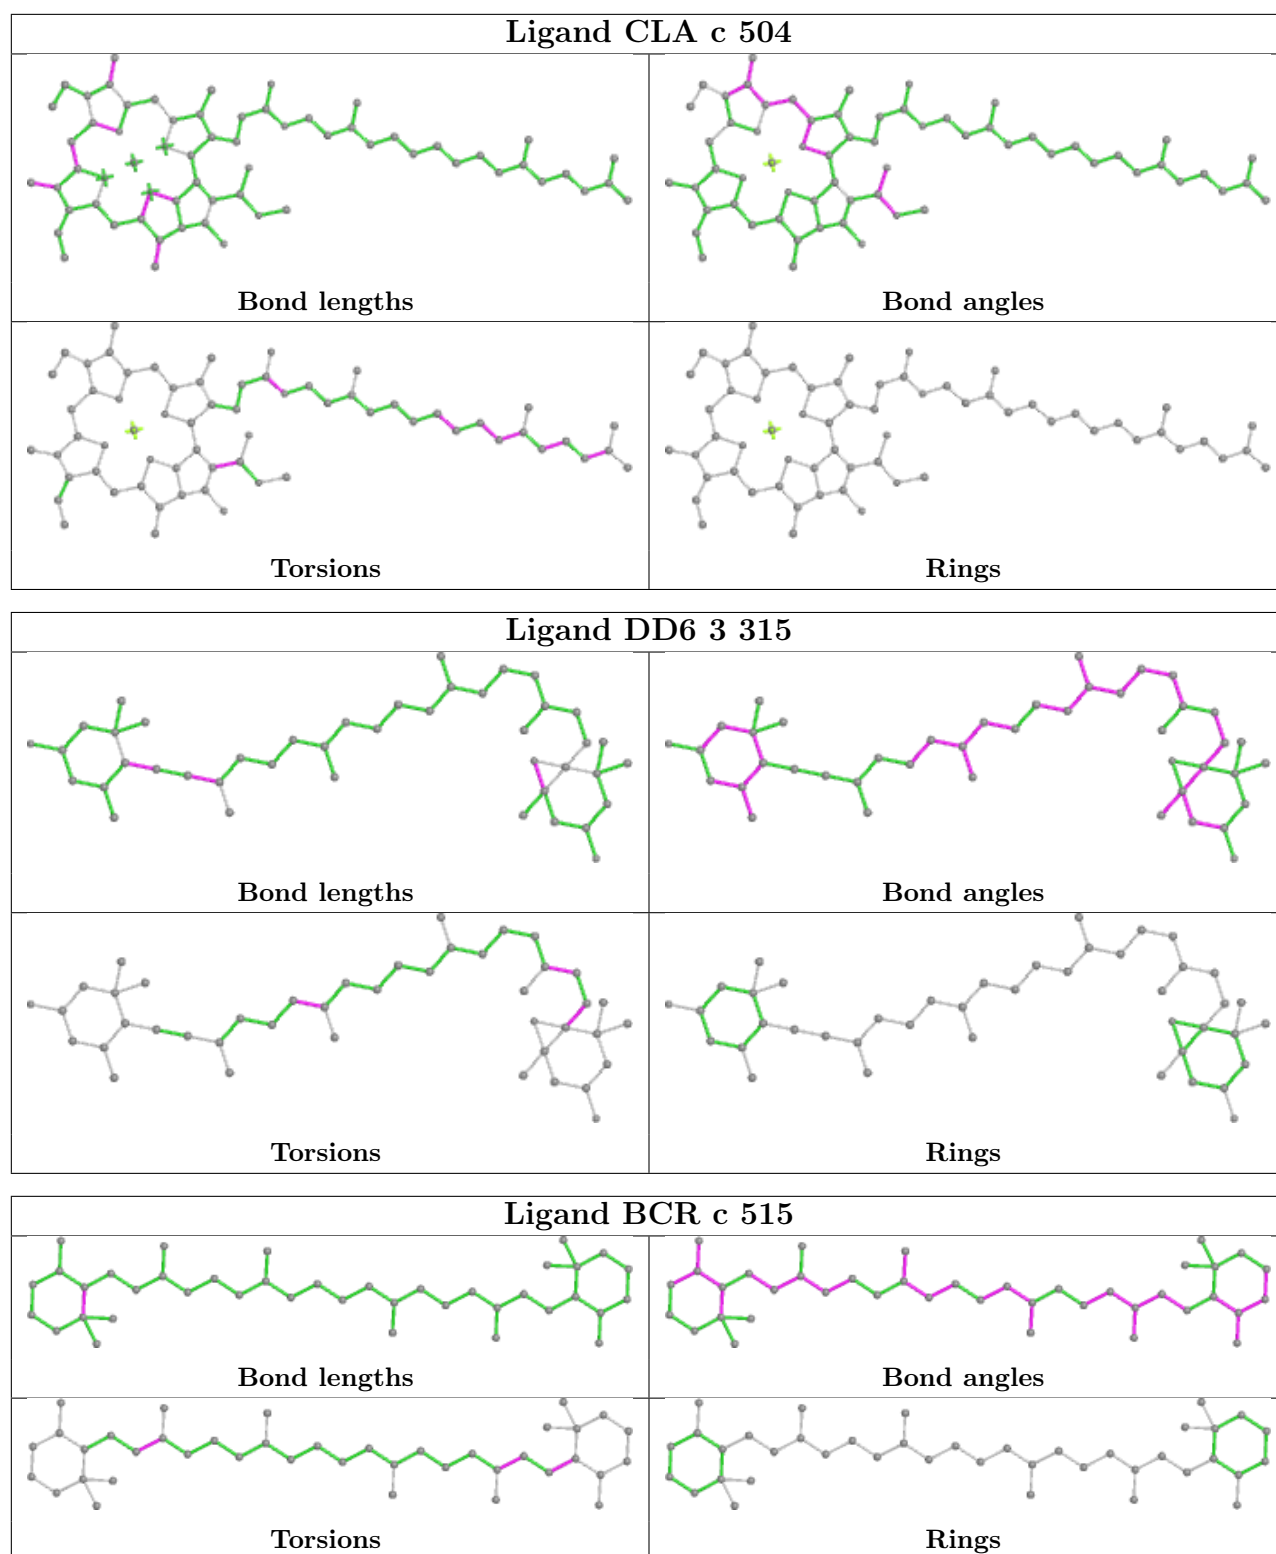 Ligand CLA c 504
Bond lengths
Bond angles
Torsions
Rings
Ligand DD6 3 315
Bond lengths
Bond angles
Torsions
Rings
Ligand BCR c 515
Bond lengths
Bond angles
Torsions
Rings